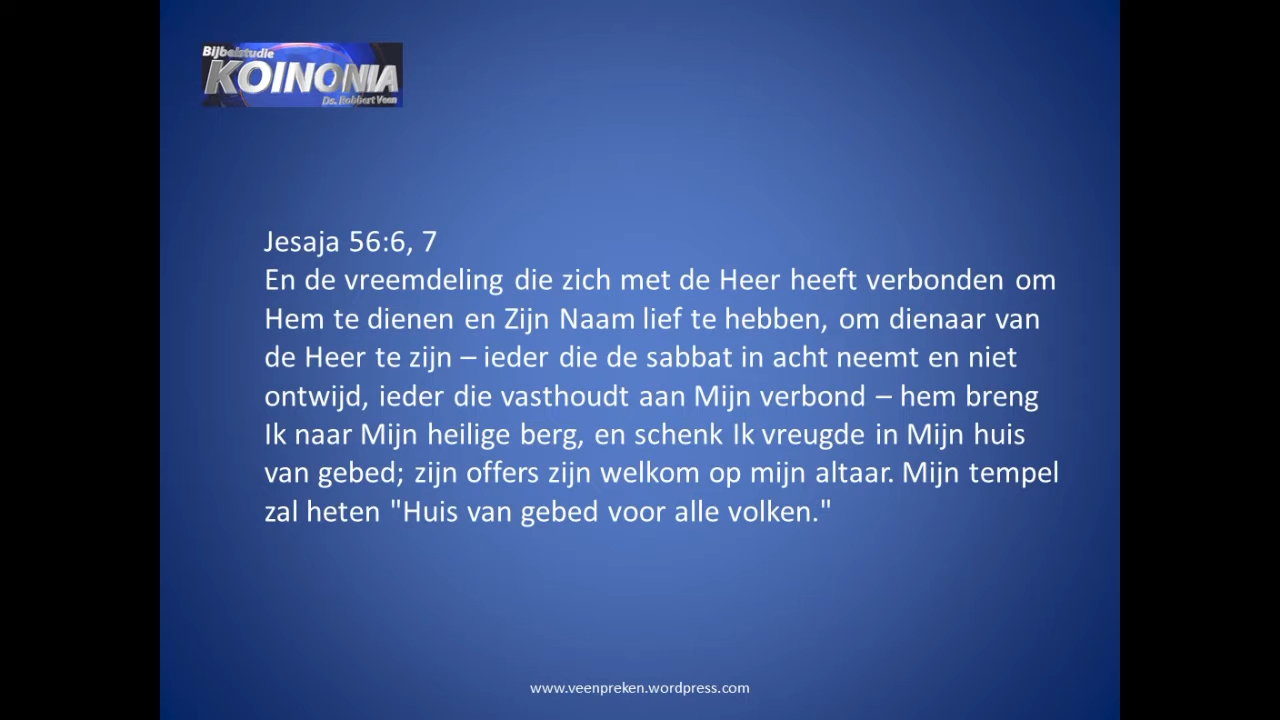 Bijbelstudie
KOINONIA
Ds. Robbert Veen
Jesaja 56:6, 7
En de vreemdeling die zich met de Heer heeft verbonden om
Hem te dienen en Zijn Naam lief te hebben, om dienaar van
de Heer te zijn – ieder die de sabbat in acht neemt en niet
ontwijd, ieder die vasthoudt aan Mijn verbond – hem breng
Ik naar Mijn heilige berg, en schenk Ik vreugde in Mijn huis
van gebed; zijn offers zijn welkom op mijn altaar. Mijn tempel
zal heten "Huis van gebed voor alle volken."
www.veenpreken.wordpress.com